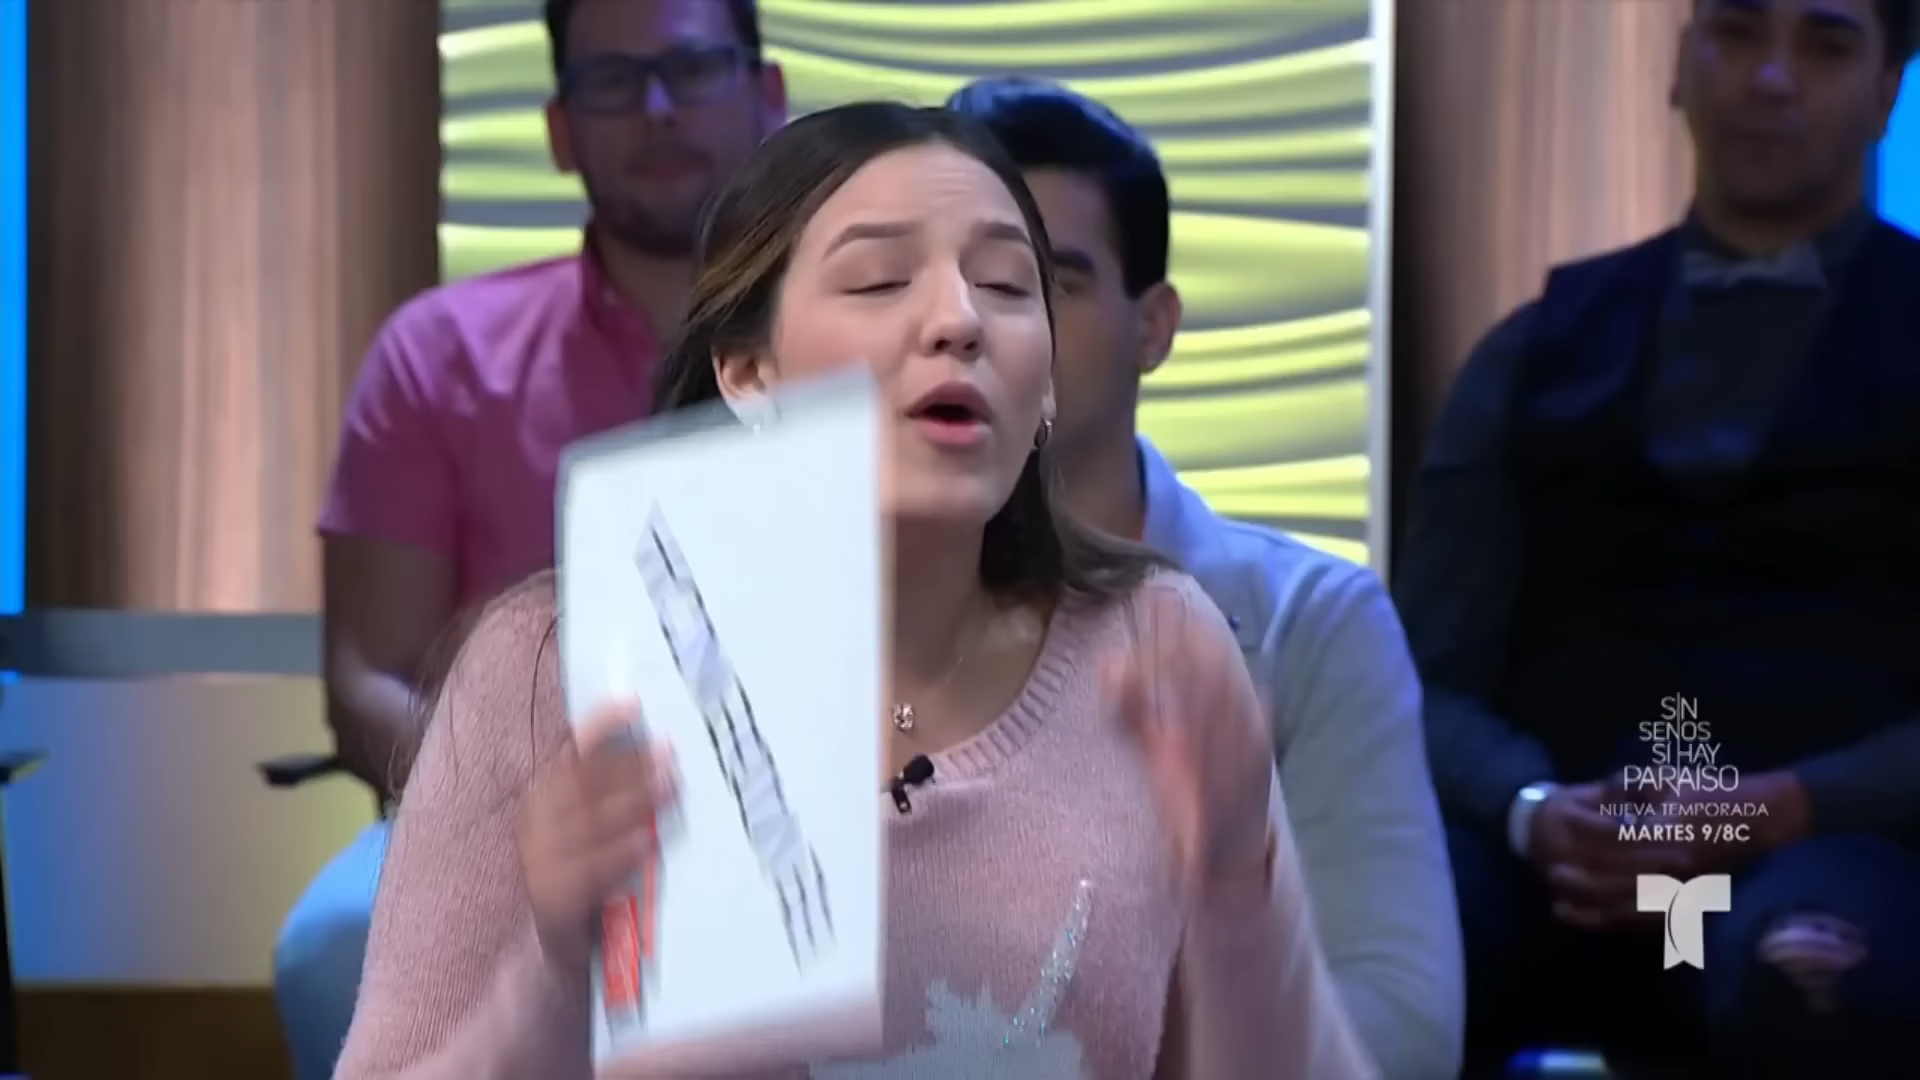 SIN
SENOS
SÍ HAY
PARAÍSO
NUEVA TEMPORADA
MARTES 9/8C